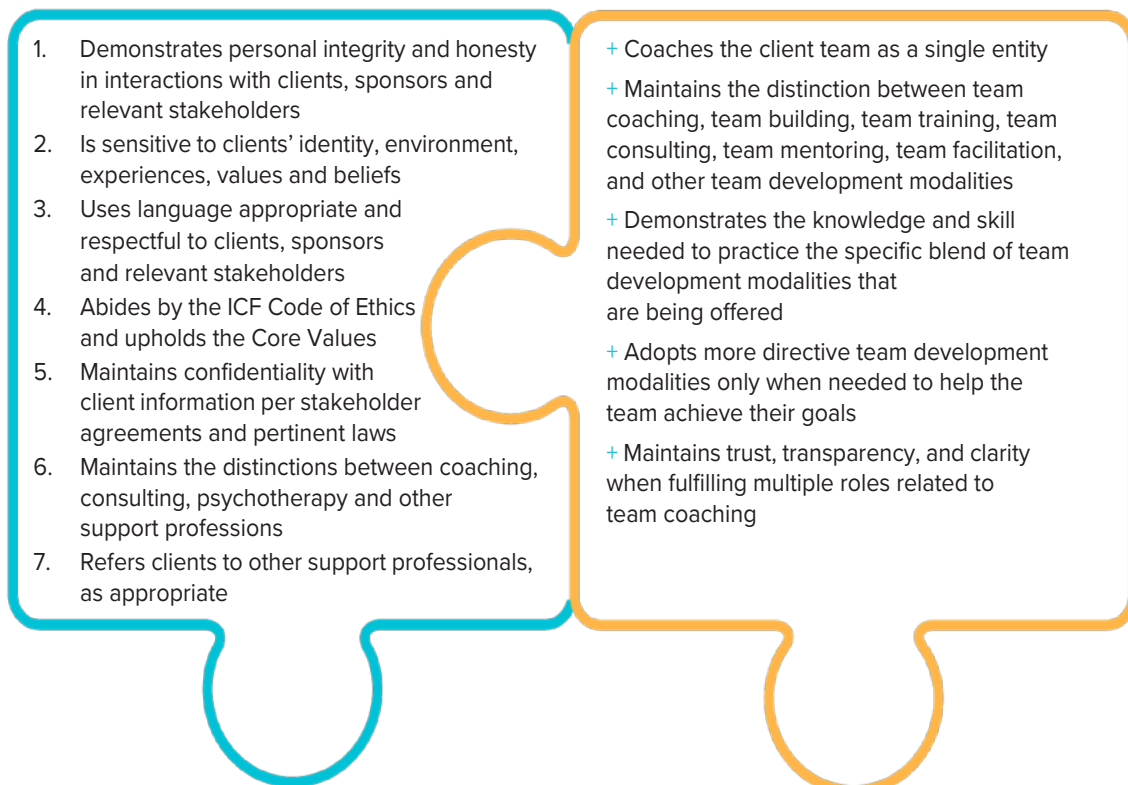 1. Demonstrates personal integrity and honesty
in interactions with clients, sponsors and
relevant stakeholders
2. Is sensitive to clients’ identity, environment,
experiences, values and beliefs
3. Uses language appropriate and
respectful to clients, sponsors
and relevant stakeholders
4. Abides by the ICF Code of Ethics
and upholds the Core Values
5. Maintains confidentiality with
client information per stakeholder
agreements and pertinent laws
6. Maintains the distinctions between coaching,
consulting, psychotherapy and other
support professions
7. Refers clients to other support professionals,
as appropriate
+ Coaches the client team as a single entity
+ Maintains the distinction between team
coaching, team building, team training, team
consulting, team mentoring, team facilitation,
and other team development modalities
+ Demonstrates the knowledge and skill
needed to practice the specific blend of team
development modalities that
are being offered
+ Adopts more directive team development
modalities only when needed to help the
team achieve their goals
+ Maintains trust, transparency, and clarity
when fulfilling multiple roles related to
team coaching